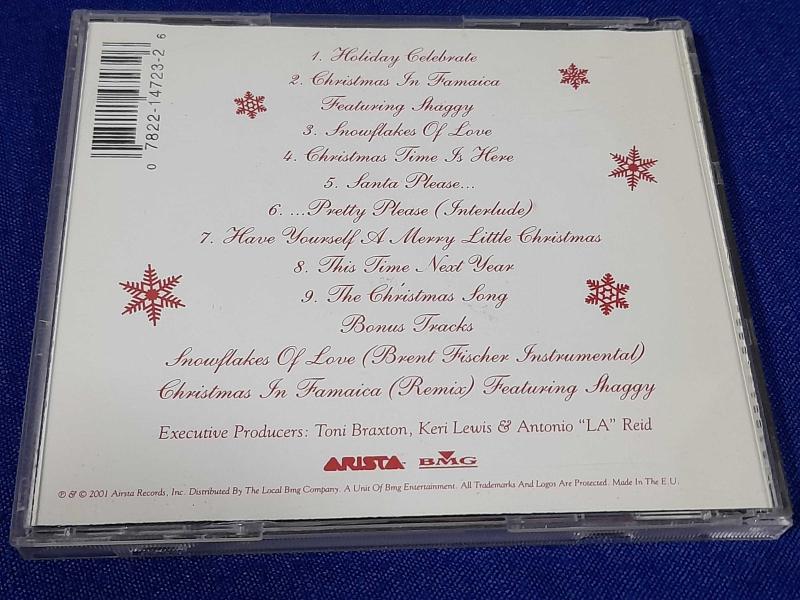 1. Holiday Celebrate
2. Christmas In Jamaica
Featuring Shaggy
3. Snowflakes Of Love
4. Christmas Time Is Here
5. Santa Please...
6. ...Pretty Please (Interlude)
7. Have Yourself A Merry Little Christmas
8. This Time Next Year
9. The Christmas Song
Bonus Tracks
Snowflakes Of Love (Brent Fischer Instrumental)
Christmas In Jamaica (Remix) Featuring Shaggy
Executive Producers: Toni Braxton, Keri Lewis & Antonio "LA" Reid
ARISTA BMG
℗ & © 2001 Airsta Records, Inc. Distributed By The Local Bmg Company. A Unit Of Bmg Entertainment. All Trademarks And Logos Are Protected. Made In The E.U.
0 7822-14723-2 6